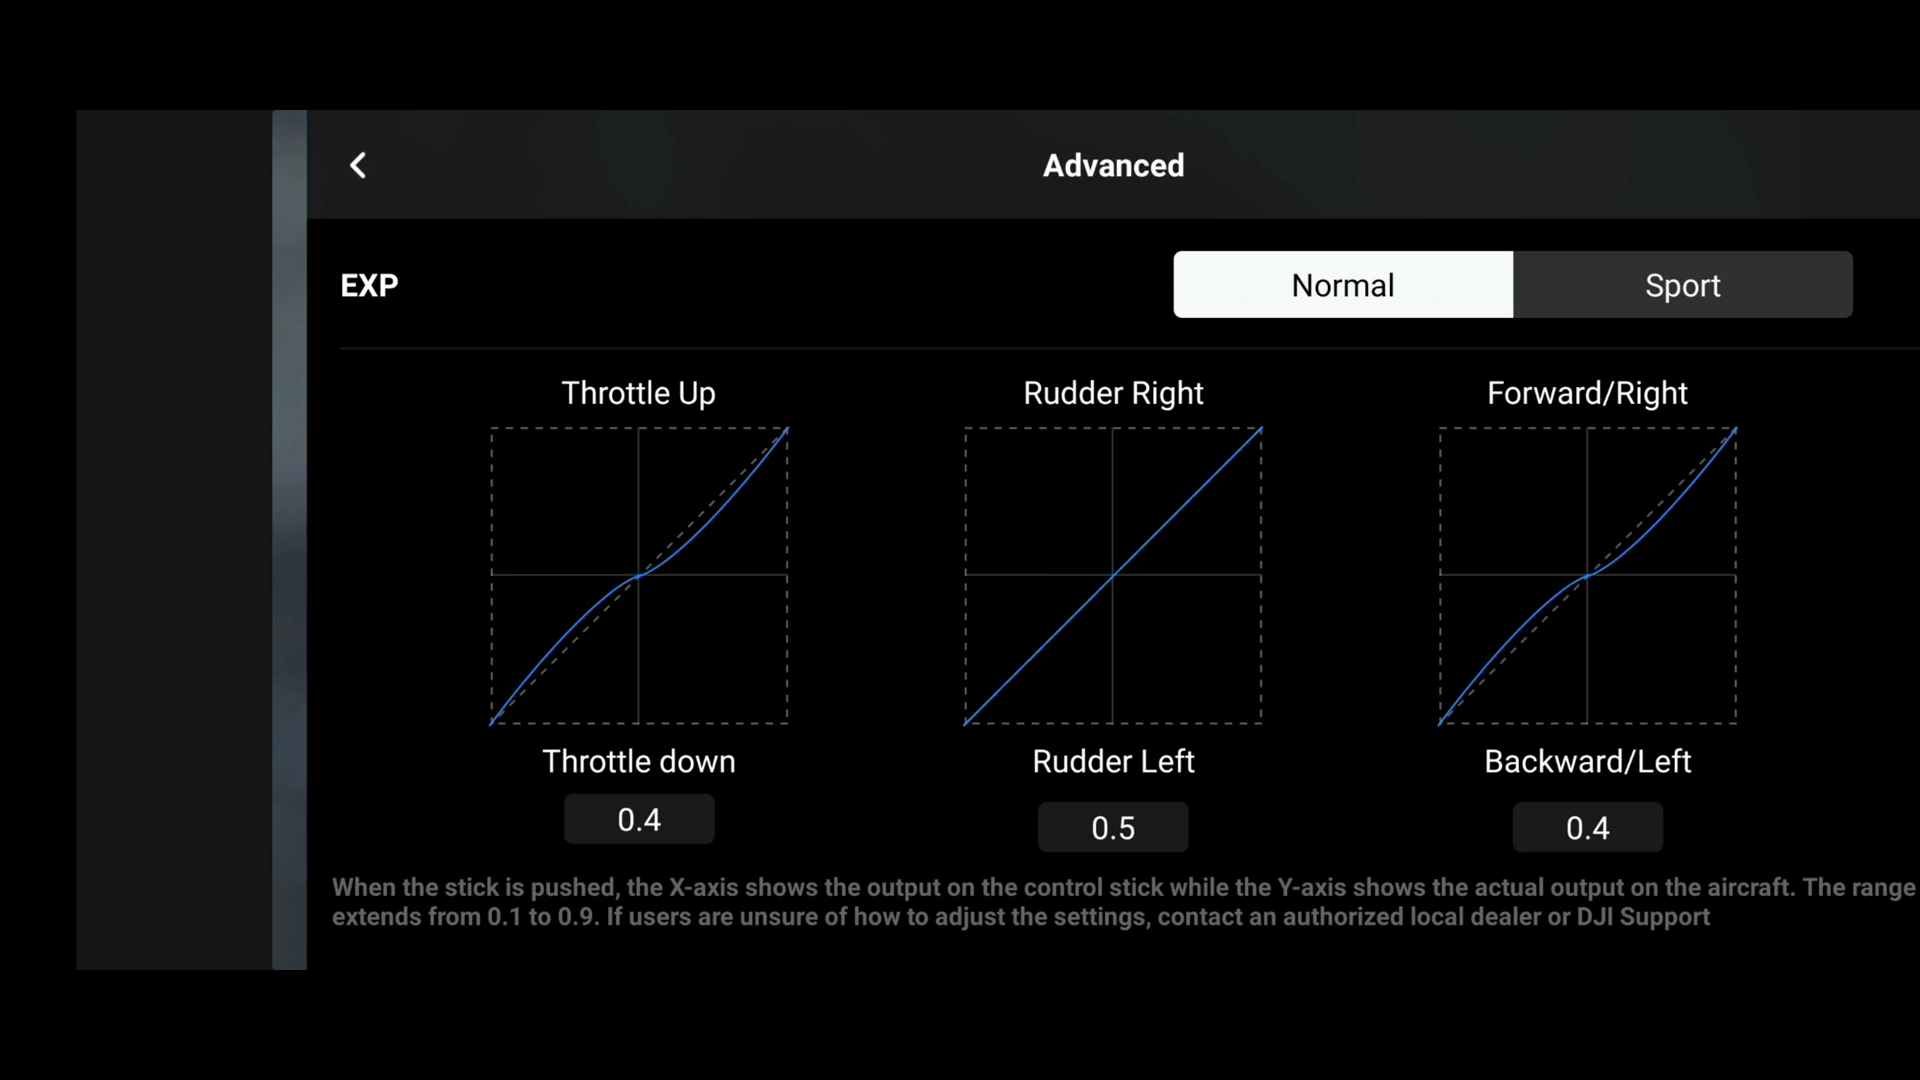 Advanced
EXP
Normal
Sport
Throttle Up
Rudder Right
Forward/Right
Throttle down
Rudder Left
Backward/Left
0.4
0.5
0.4
When the stick is pushed, the X-axis shows the output on the control stick while the Y-axis shows the actual output on the aircraft. The range
extends from 0.1 to 0.9. If users are unsure of how to adjust the settings, contact an authorized local dealer or DJI Support